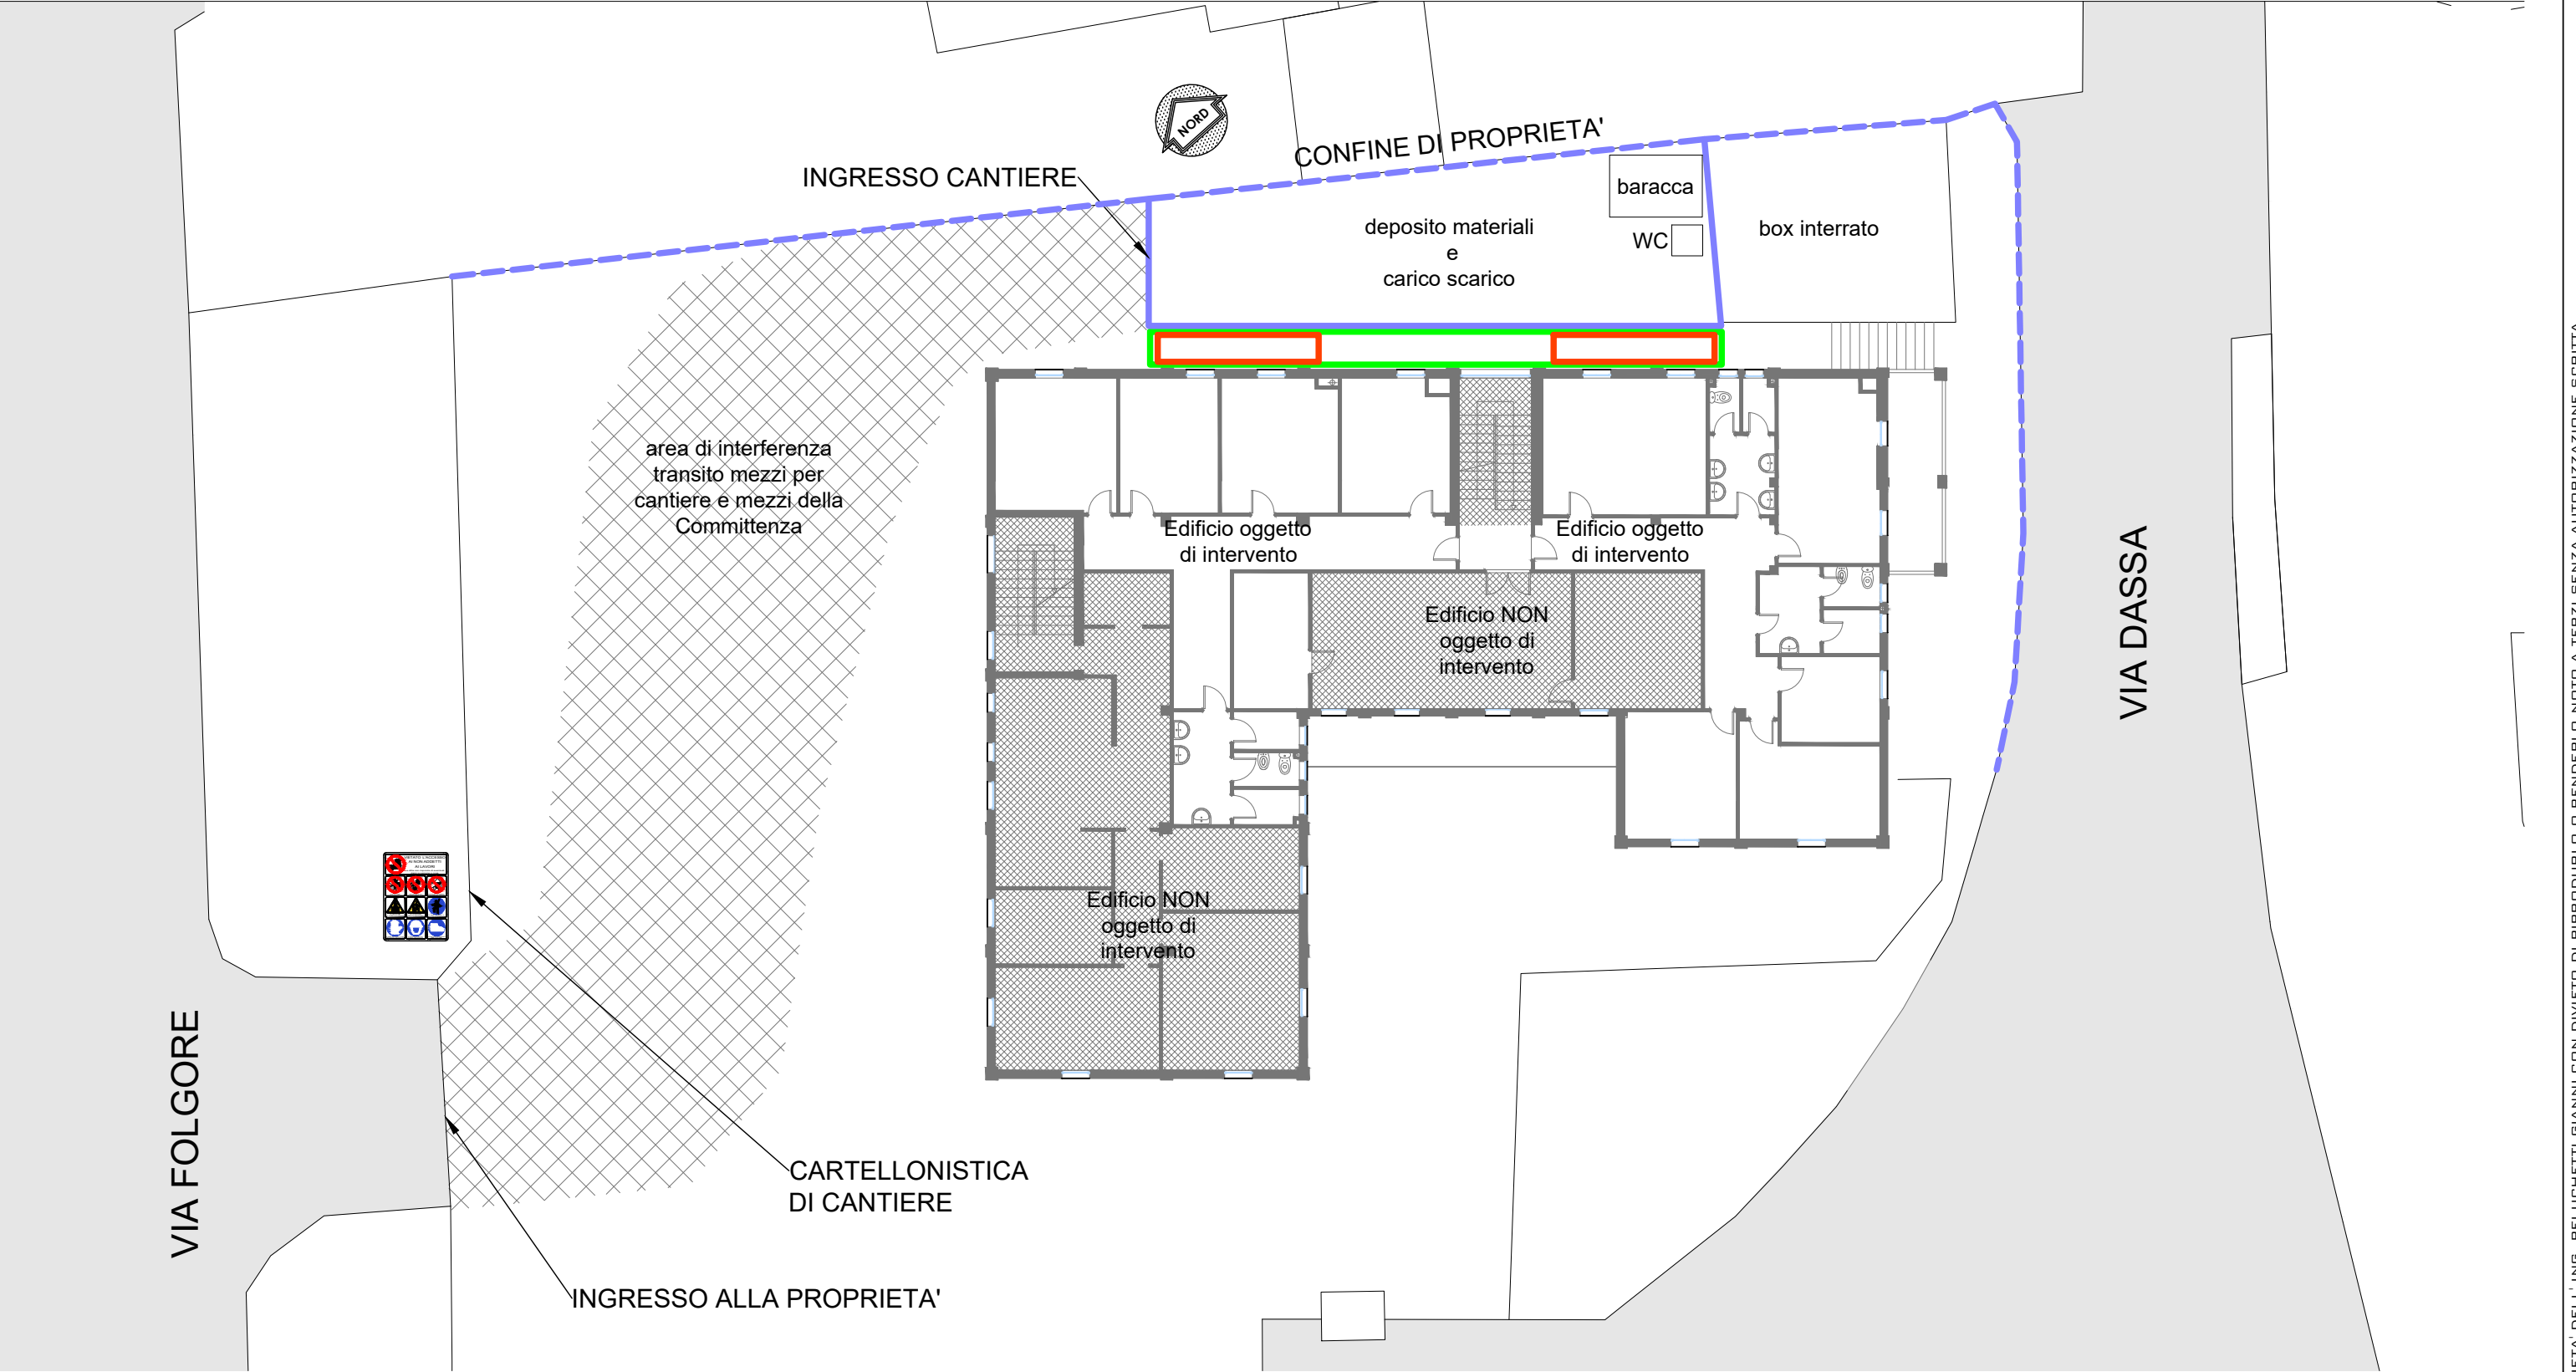 NORD
CONFINE DI PROPRIETA'
INGRESSO CANTIERE
baracca
deposito materiali
e
carico scarico
WC
box interrato
area di interferenza
transito mezzi per
cantiere e mezzi della
Committenza
Edificio oggetto
di intervento
Edificio oggetto
di intervento
Edificio NON
oggetto di
intervento
Edificio NON
oggetto di
intervento
VIA DASSA
VIA FOLGORE
CARTELLONISTICA
DI CANTIERE
INGRESSO ALLA PROPRIETA'